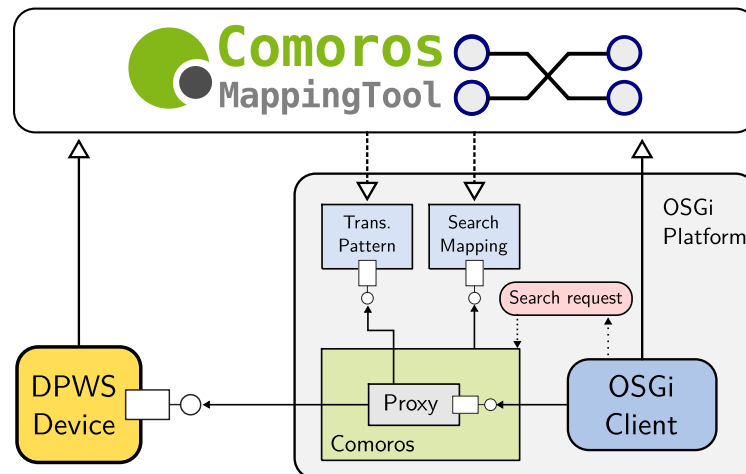 Comoros
MappingTool
OSGi
Platform
Trans.
Pattern
Search
Mapping
Search request
DPWS
Device
Proxy
Comoros
OSGi
Client